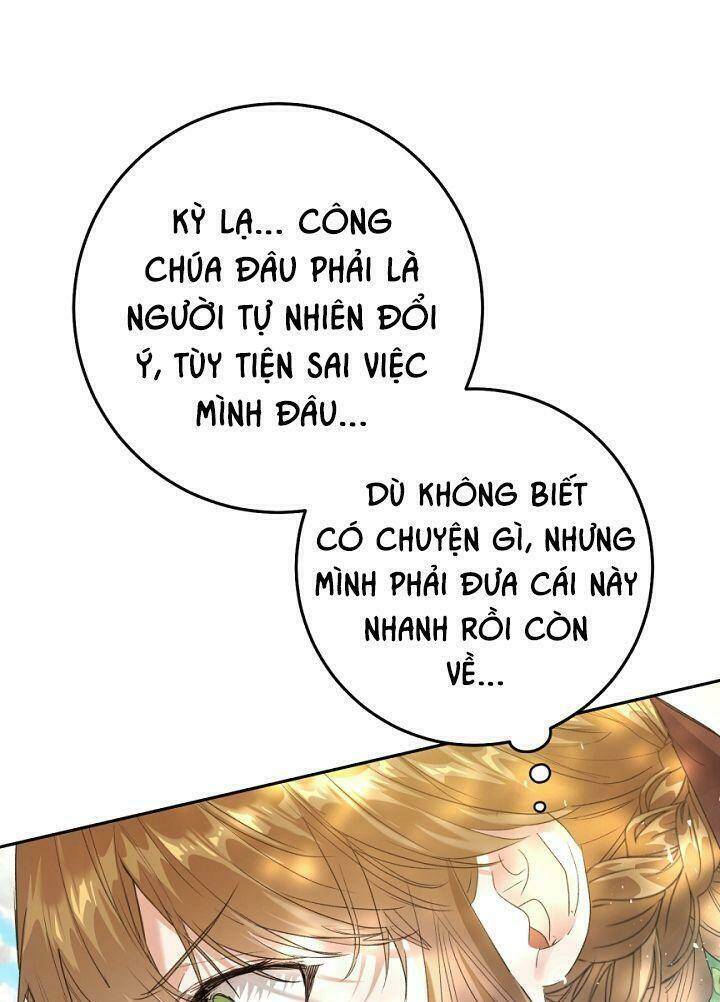 KỲ LẠ... CÔNG
CHÚA ĐÂU PHẢI LÀ
NGƯỜI TỰ NHIÊN ĐỔI
Ý, TÙY TIỆN SAI VIỆC
MÌNH ĐÂU...
DÙ KHÔNG BIẾT
CÓ CHUYỆN GÌ, NHƯNG
MÌNH PHẢI ĐƯA CÁI NÀY
NHANH RỒI CÒN
VỀ...